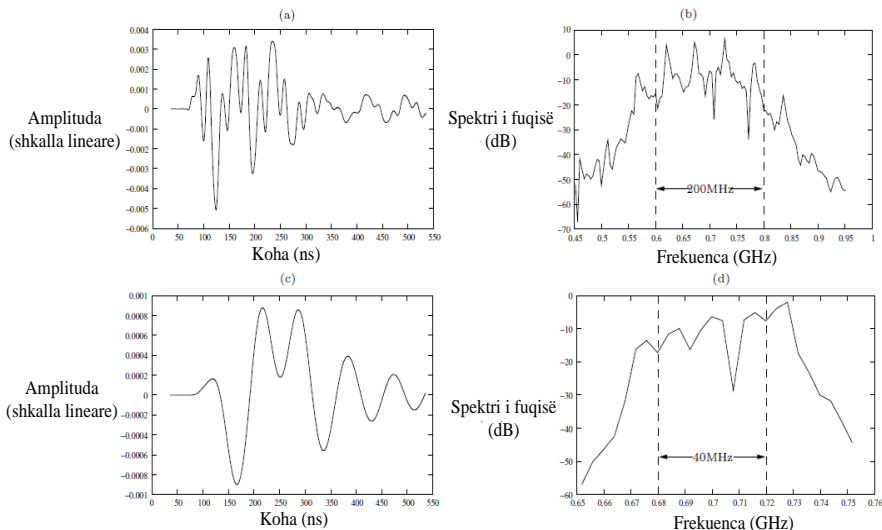 (a)
Amplituda
(shkalla lineare)
0.004
0.003
0.002
0.001
0
−0.001
−0.002
−0.003
−0.004
−0.005
−0.006
0 50 100 150 200 250 300 350 400 450 500 550
Koha (ns)
(b)
Spektri i fuqisë
(dB)
10
0
−10
−20
−30
−40
−50
−60
−70
200MHz
0.45 0.5 0.55 0.6 0.65 0.7 0.75 0.8 0.85 0.9 0.95 1
Frekuenca (GHz)
(c)
Amplituda
(shkalla lineare)
0.001
0.0008
0.0006
0.0004
0.0002
0
−0.0002
−0.0004
−0.0006
−0.0008
−0.001
0 50 100 150 200 250 300 350 400 450 500 550
Koha (ns)
(d)
Spektri i fuqisë
(dB)
0
−10
−20
−30
−40
−50
−60
40MHz
0.65 0.66 0.67 0.68 0.69 0.7 0.71 0.72 0.73 0.74 0.75 0.76
Frekuenca (GHz)